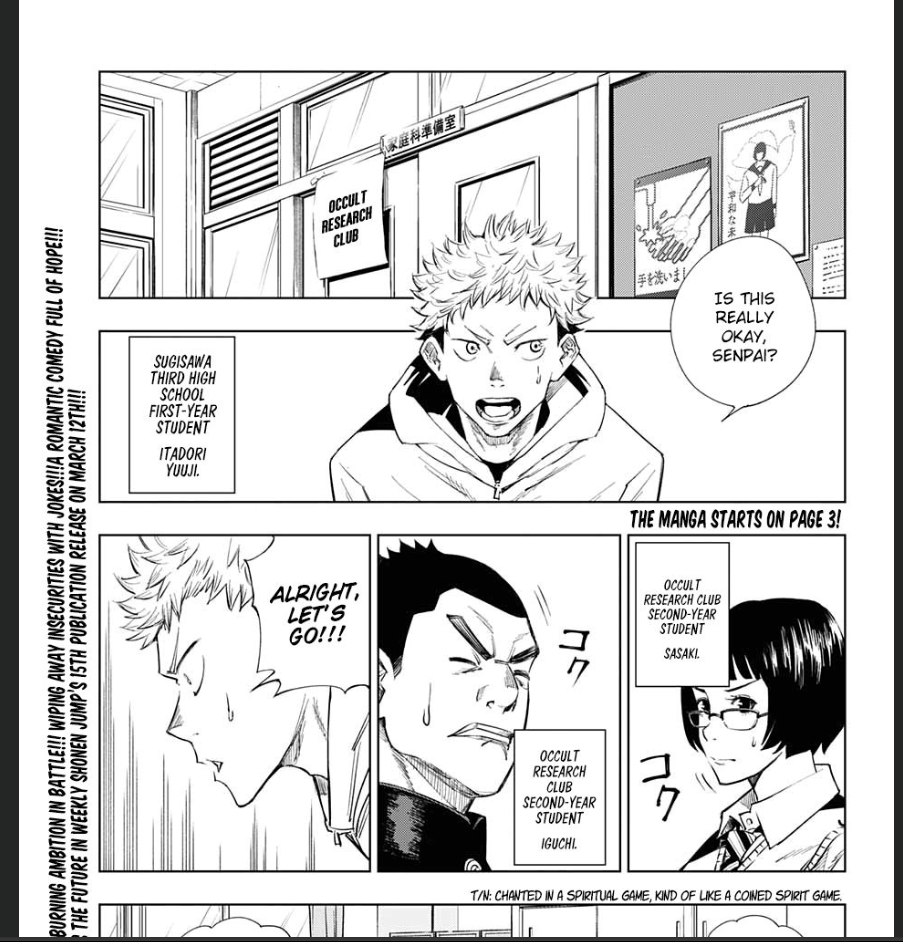 家庭科準備室
OCCULT
RESEARCH
CLUB
平和な未
手を洗いま
IS THIS
REALLY
OKAY,
SENPAI?
SUGISAWA
THIRD HIGH
SCHOOL
FIRST-YEAR
STUDENT
ITADORI
YUUJI.
THE MANGA STARTS ON PAGE 3!
OCCULT
RESEARCH CLUB
SECOND-YEAR
STUDENT
SASAKI.
コク
コク
OCCULT
RESEARCH
CLUB
SECOND-YEAR
STUDENT
IGUCHI.
ALRIGHT,
LET'S
GO!!!
T/N: CHANTED IN A SPIRITUAL GAME, KIND OF LIKE A COINED SPIRIT GAME.
BURNING AMBITION IN BATTLE!!! WIPING AWAY INSECURITIES WITH JOKES!!!A ROMANTIC COMEDY FULL OF HOPE!!!
THE FUTURE IN WEEKLY SHONEN JUMP'S 15TH PUBLICATION RELEASE ON MARCH 12TH!!!